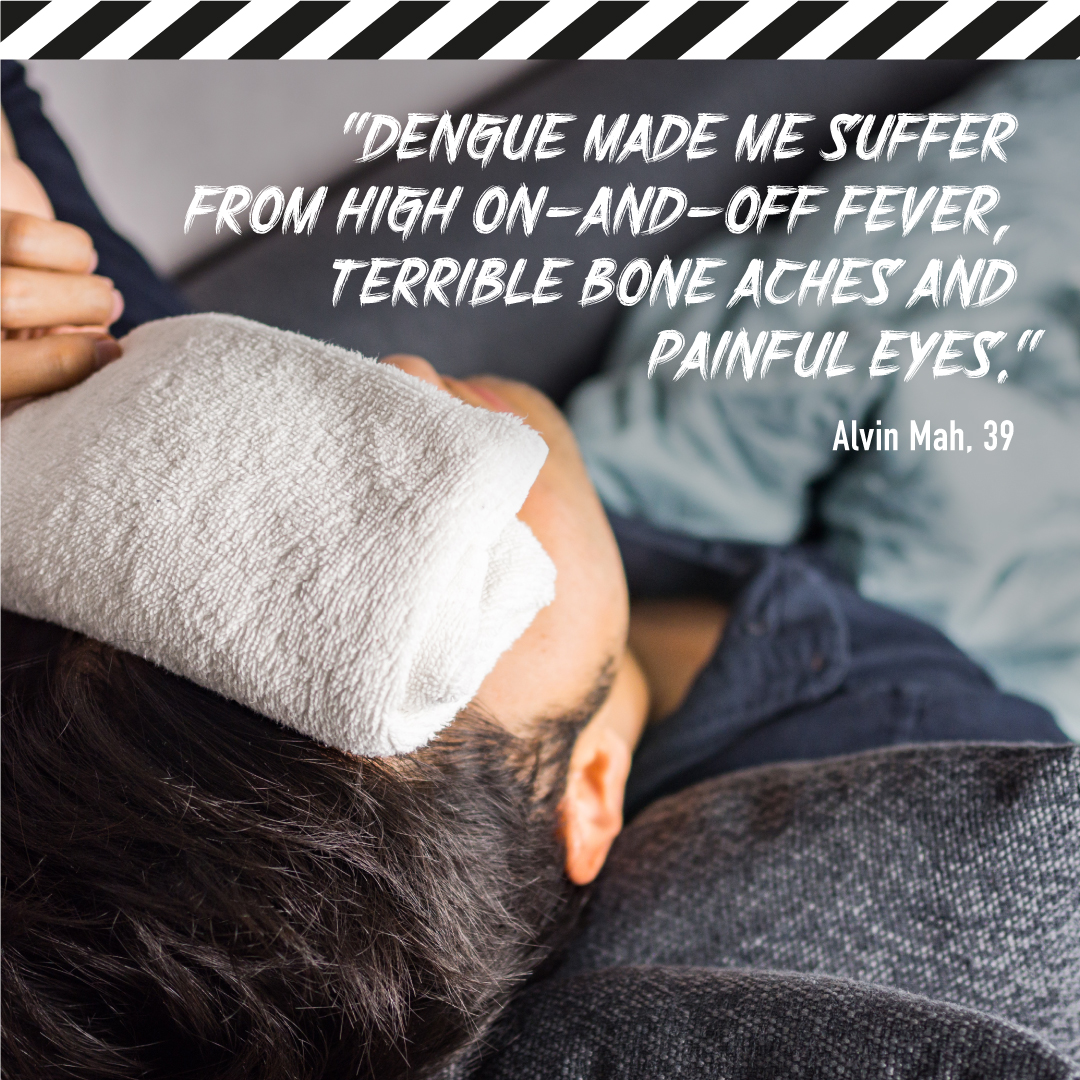 "DENGUE MADE ME SUFFER
FROM HIGH ON-AND-OFF FEVER,
TERRIBLE BONE ACHES AND
PAINFUL EYES."
Alvin Mah, 39